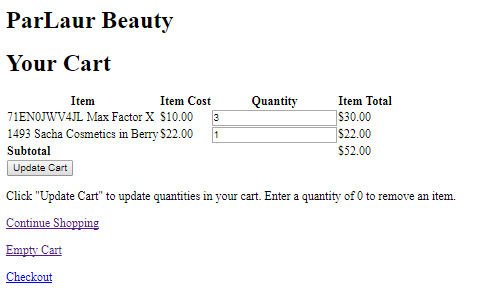 ParLaur Beauty
Your Cart
Item Item Cost Quantity Item Total
71EN0JWV4JL Max Factor X $10.00 3 $30.00
1493 Sacha Cosmetics in Berry $22.00 1 $22.00
Subtotal $52.00
Update Cart
Click "Update Cart" to update quantities in your cart. Enter a quantity of 0 to remove an item.
Continue Shopping
Empty Cart
Checkout